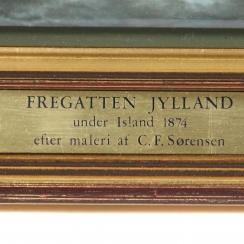 FREGATTEN JYLLAND
under Island 1874
efter maleri af C. F. Sørensen